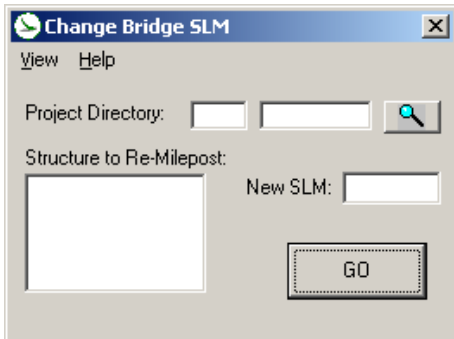 Change Bridge SLM
View Help
Project Directory:
Structure to Re-Milepost:
New SLM:
GO